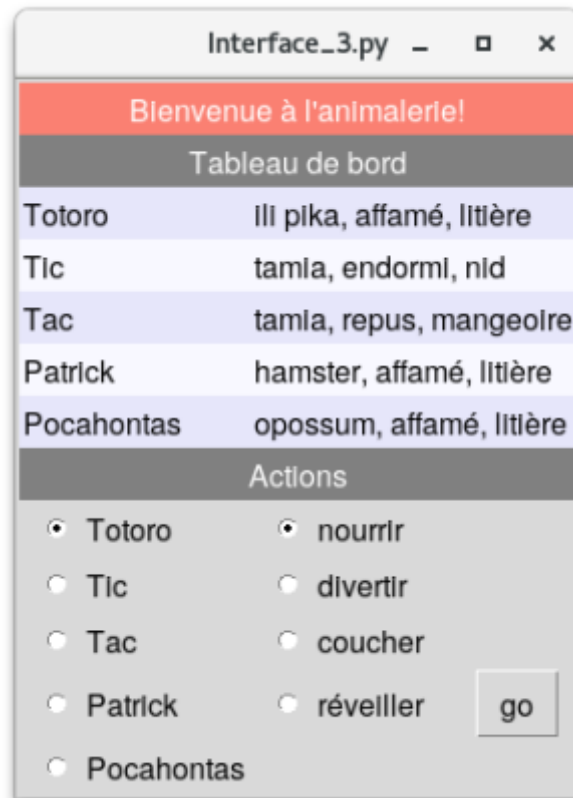 Interface_3.py
Bienvenue à l'animalerie!
Tableau de bord
Totoro ili pika, affamé, litière
Tic tamia, endormi, nid
Tac tamia, repus, mangeoire
Patrick hamster, affamé, litière
Pocahontas opossum, affamé, litière
Actions
Totoro nourrir
Tic divertir
Tac coucher
Patrick réveiller go
Pocahontas